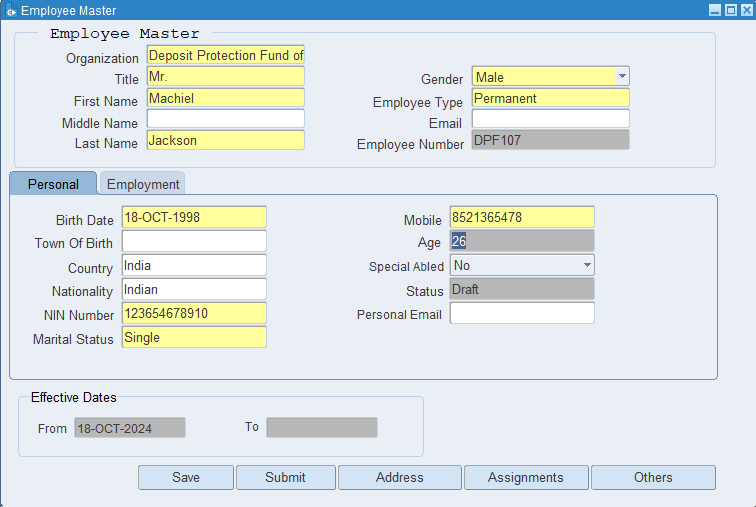 Employee Master
Employee Master
Organization Deposit Protection Fund of
Title Mr. Gender Male
First Name Machiel Employee Type Permanent
Middle Name Email
Last Name Jackson Employee Number DPF107
Personal Employment
Birth Date 18-OCT-1998 Mobile 8521365478
Town Of Birth Age 26
Country India Special Abled No
Nationality Indian Status Draft
NIN Number 123654678910 Personal Email
Marital Status Single
Effective Dates
From 18-OCT-2024 To
Save Submit Address Assignments Others